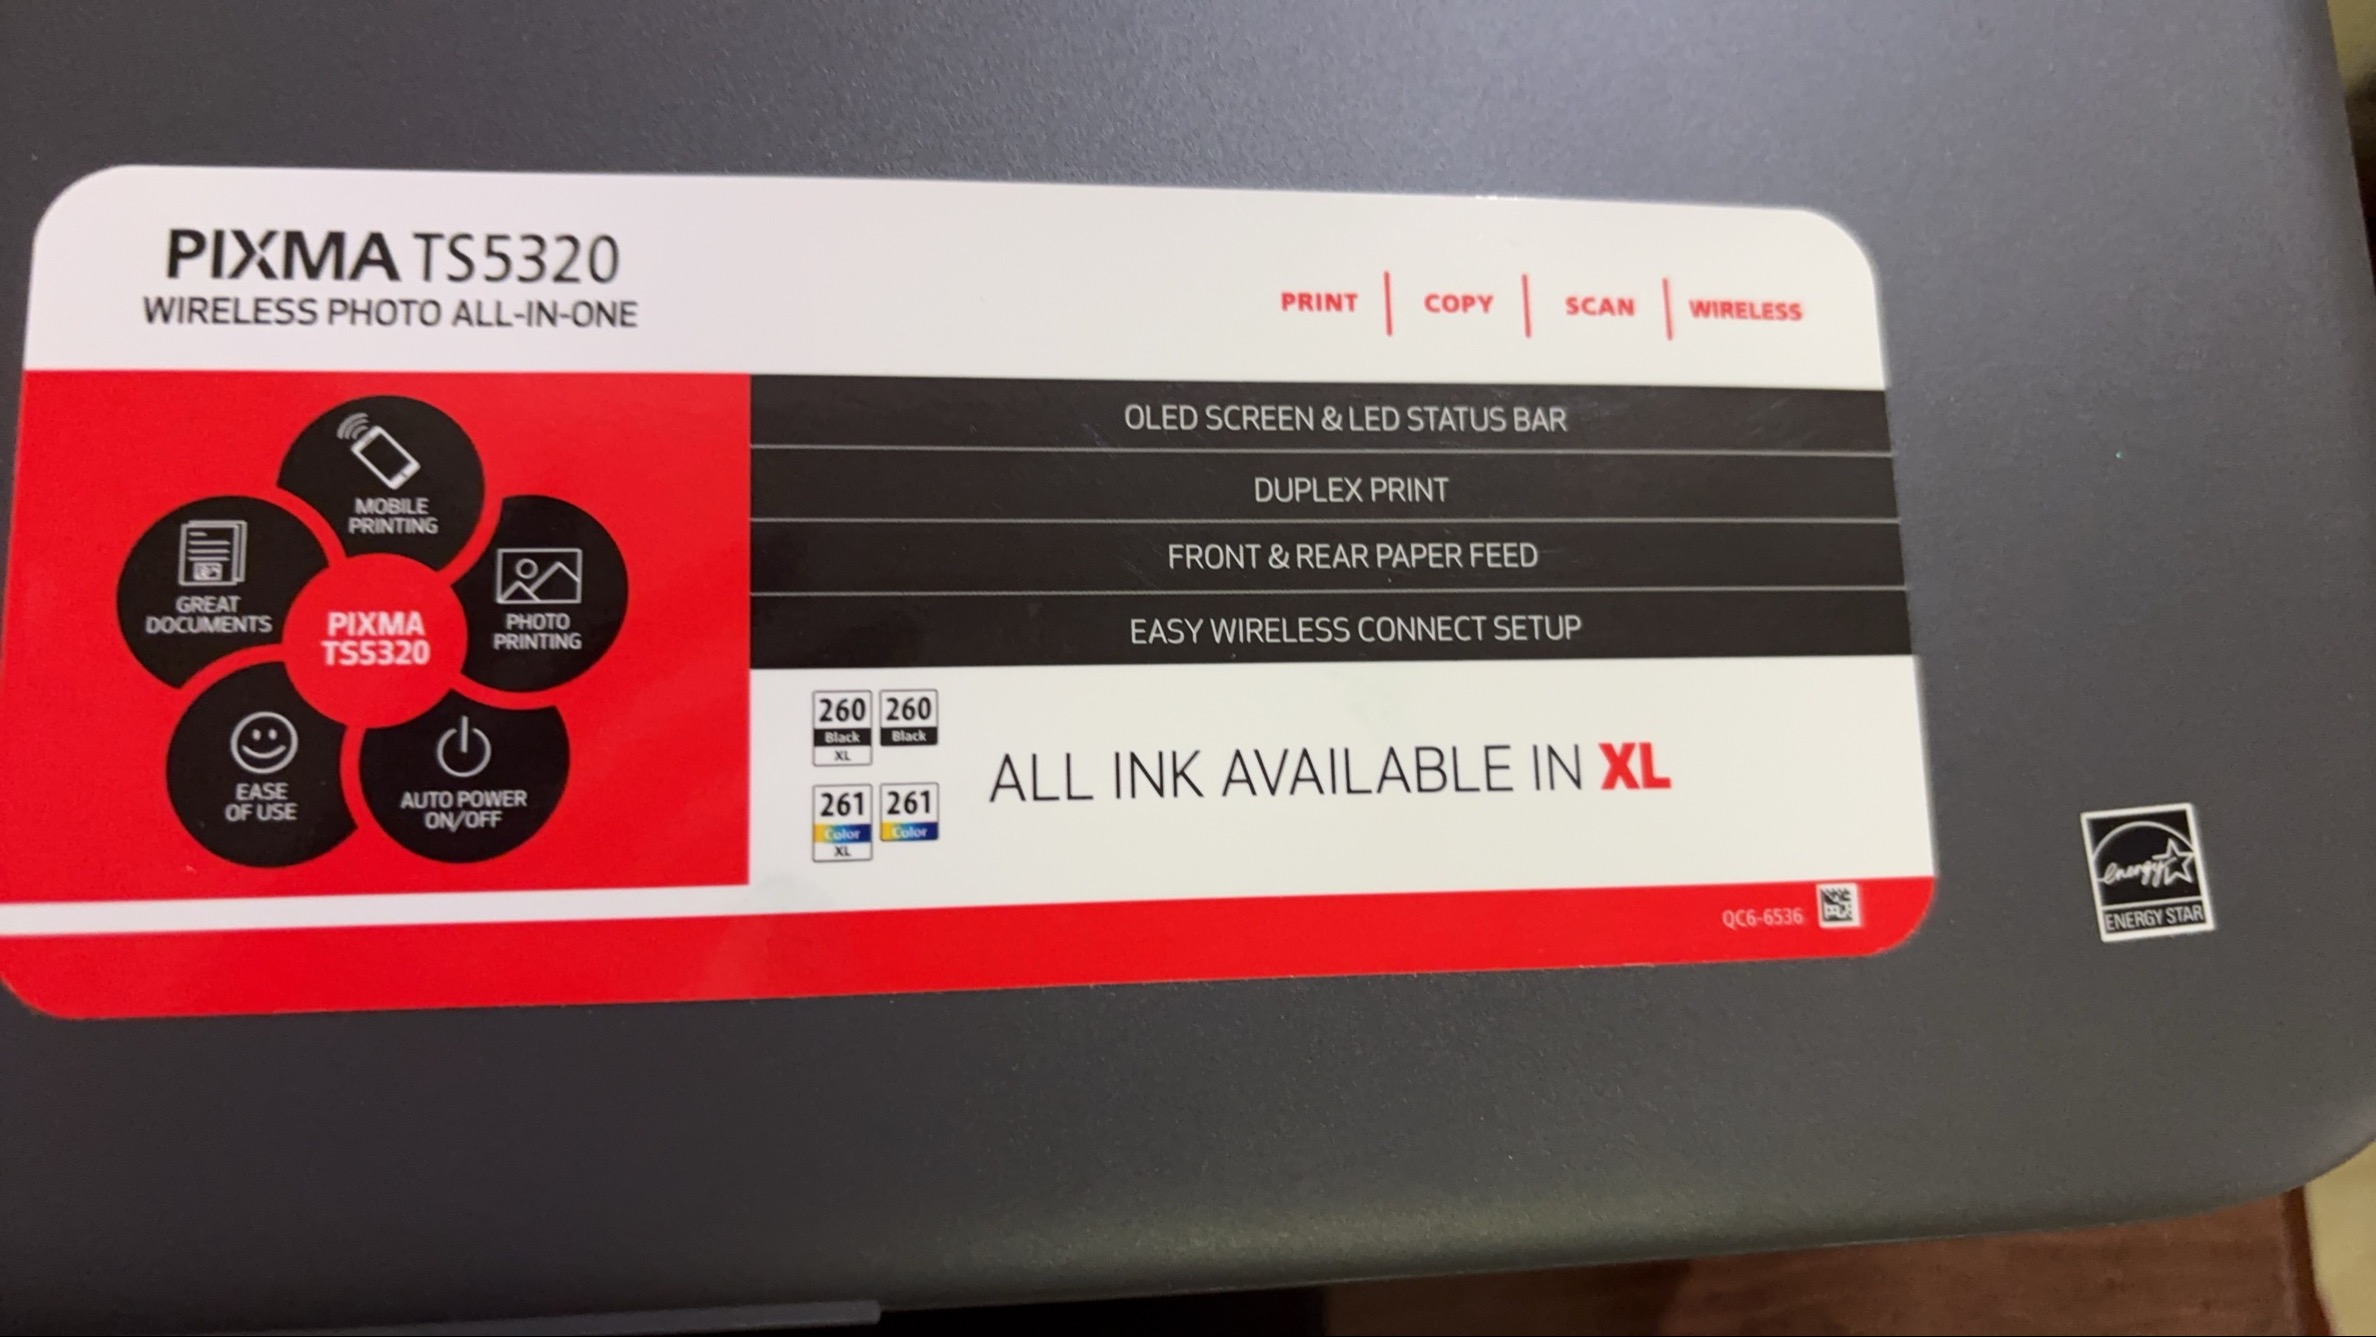 PIXMA TS5320
WIRELESS PHOTO ALL-IN-ONE
PRINT | COPY | SCAN | WIRELESS
MOBILE
PRINTING
GREAT
DOCUMENTS
PHOTO
PRINTING
PIXMA
TS5320
EASE
OF USE
AUTO POWER
ON/OFF
OLED SCREEN & LED STATUS BAR
DUPLEX PRINT
FRONT & REAR PAPER FEED
EASY WIRELESS CONNECT SETUP
260 260
Black Black
XL
261 261
Color Color
XL
ALL INK AVAILABLE IN XL
QC6-6536
energy
ENERGY STAR